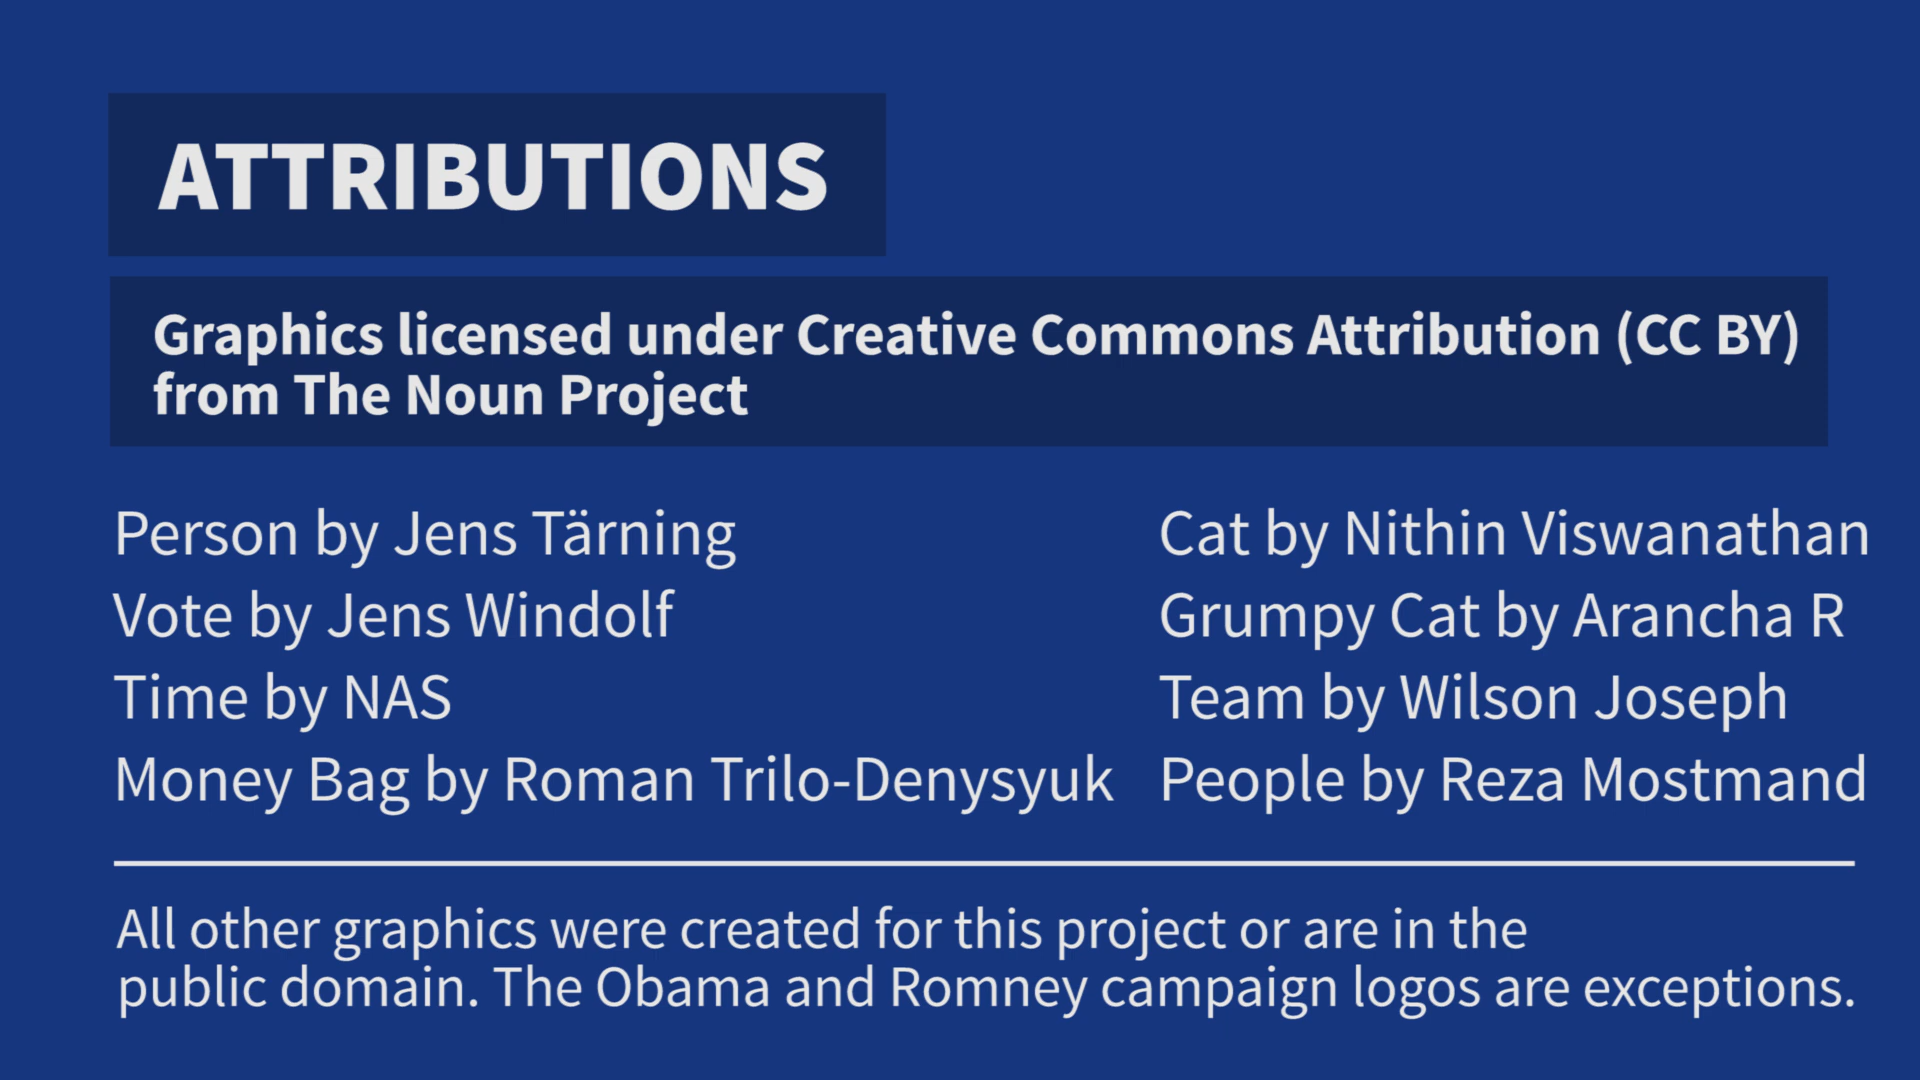 ATTRIBUTIONS
Graphics licensed under Creative Commons Attribution (CC BY)
from The Noun Project
Person by Jens Tärning
Vote by Jens Windolf
Time by NAS
Money Bag by Roman Trilo-Denysyuk
Cat by Nithin Viswanathan
Grumpy Cat by Arancha R
Team by Wilson Joseph
People by Reza Mostmand
All other graphics were created for this project or are in the
public domain. The Obama and Romney campaign logos are exceptions.